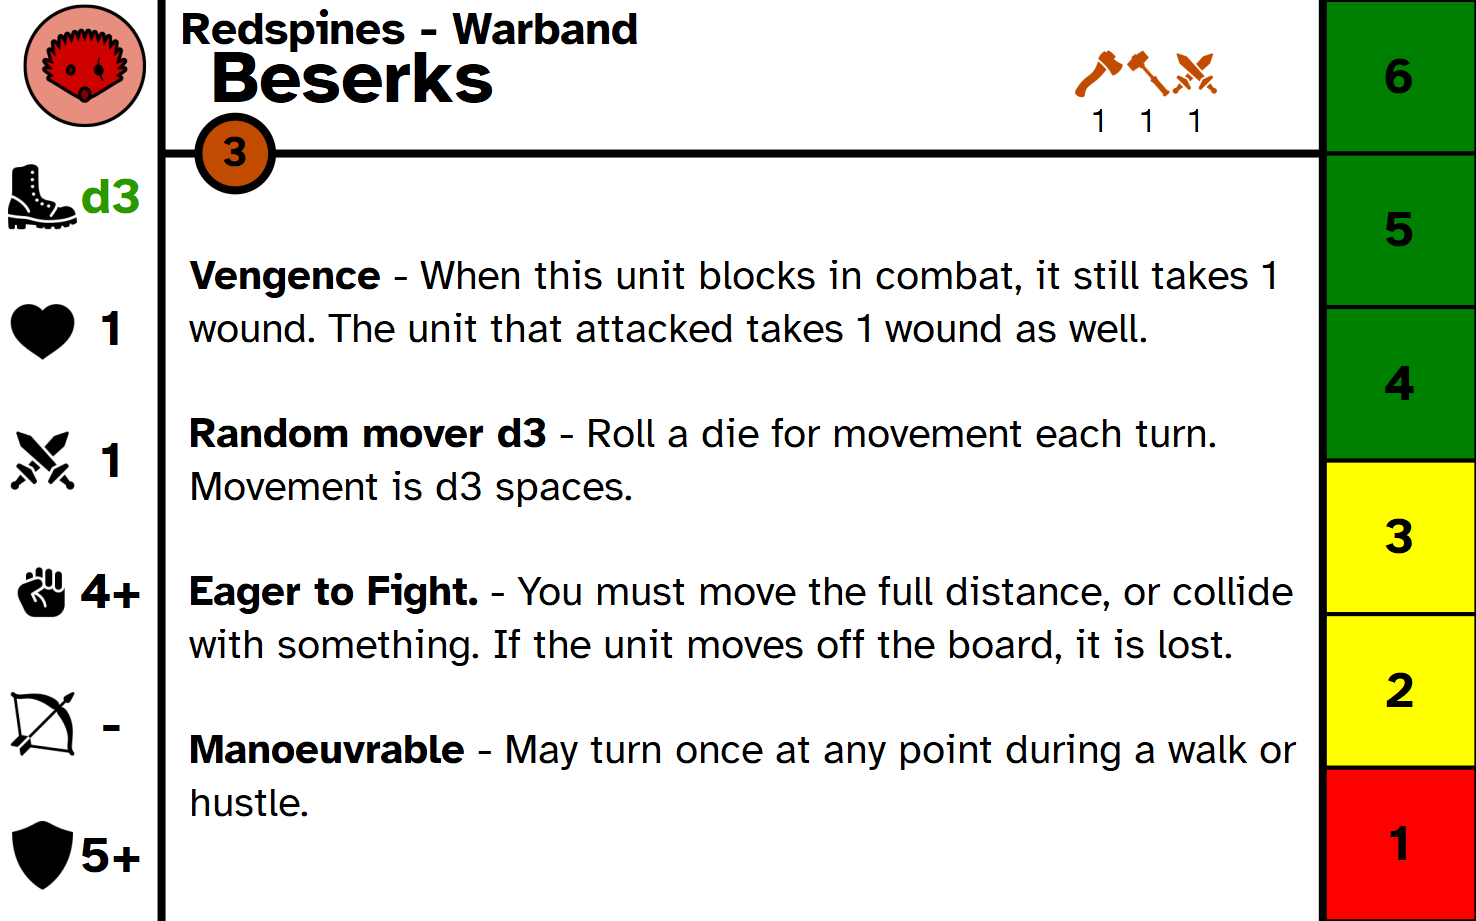 Redspines - Warband
Beserks
1 1 1
3
d3
1
1
4+
-
5+
Vengence - When this unit blocks in combat, it still takes 1
wound. The unit that attacked takes 1 wound as well.
Random mover d3 - Roll a die for movement each turn.
Movement is d3 spaces.
Eager to Fight. - You must move the full distance, or collide
with something. If the unit moves off the board, it is lost.
Manoeuvrable - May turn once at any point during a walk or
hustle.
6
5
4
3
2
1